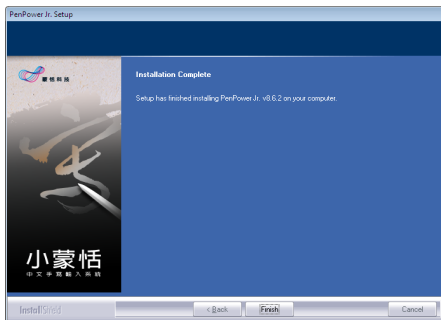 PenPower Jr. Setup
蒙恬科技
Installation Complete
Setup has finished installing PenPower Jr. v8.6.2 on your computer.
小蒙恬
中文手寫輸入系統
InstallShield
< Back
Finish
Cancel